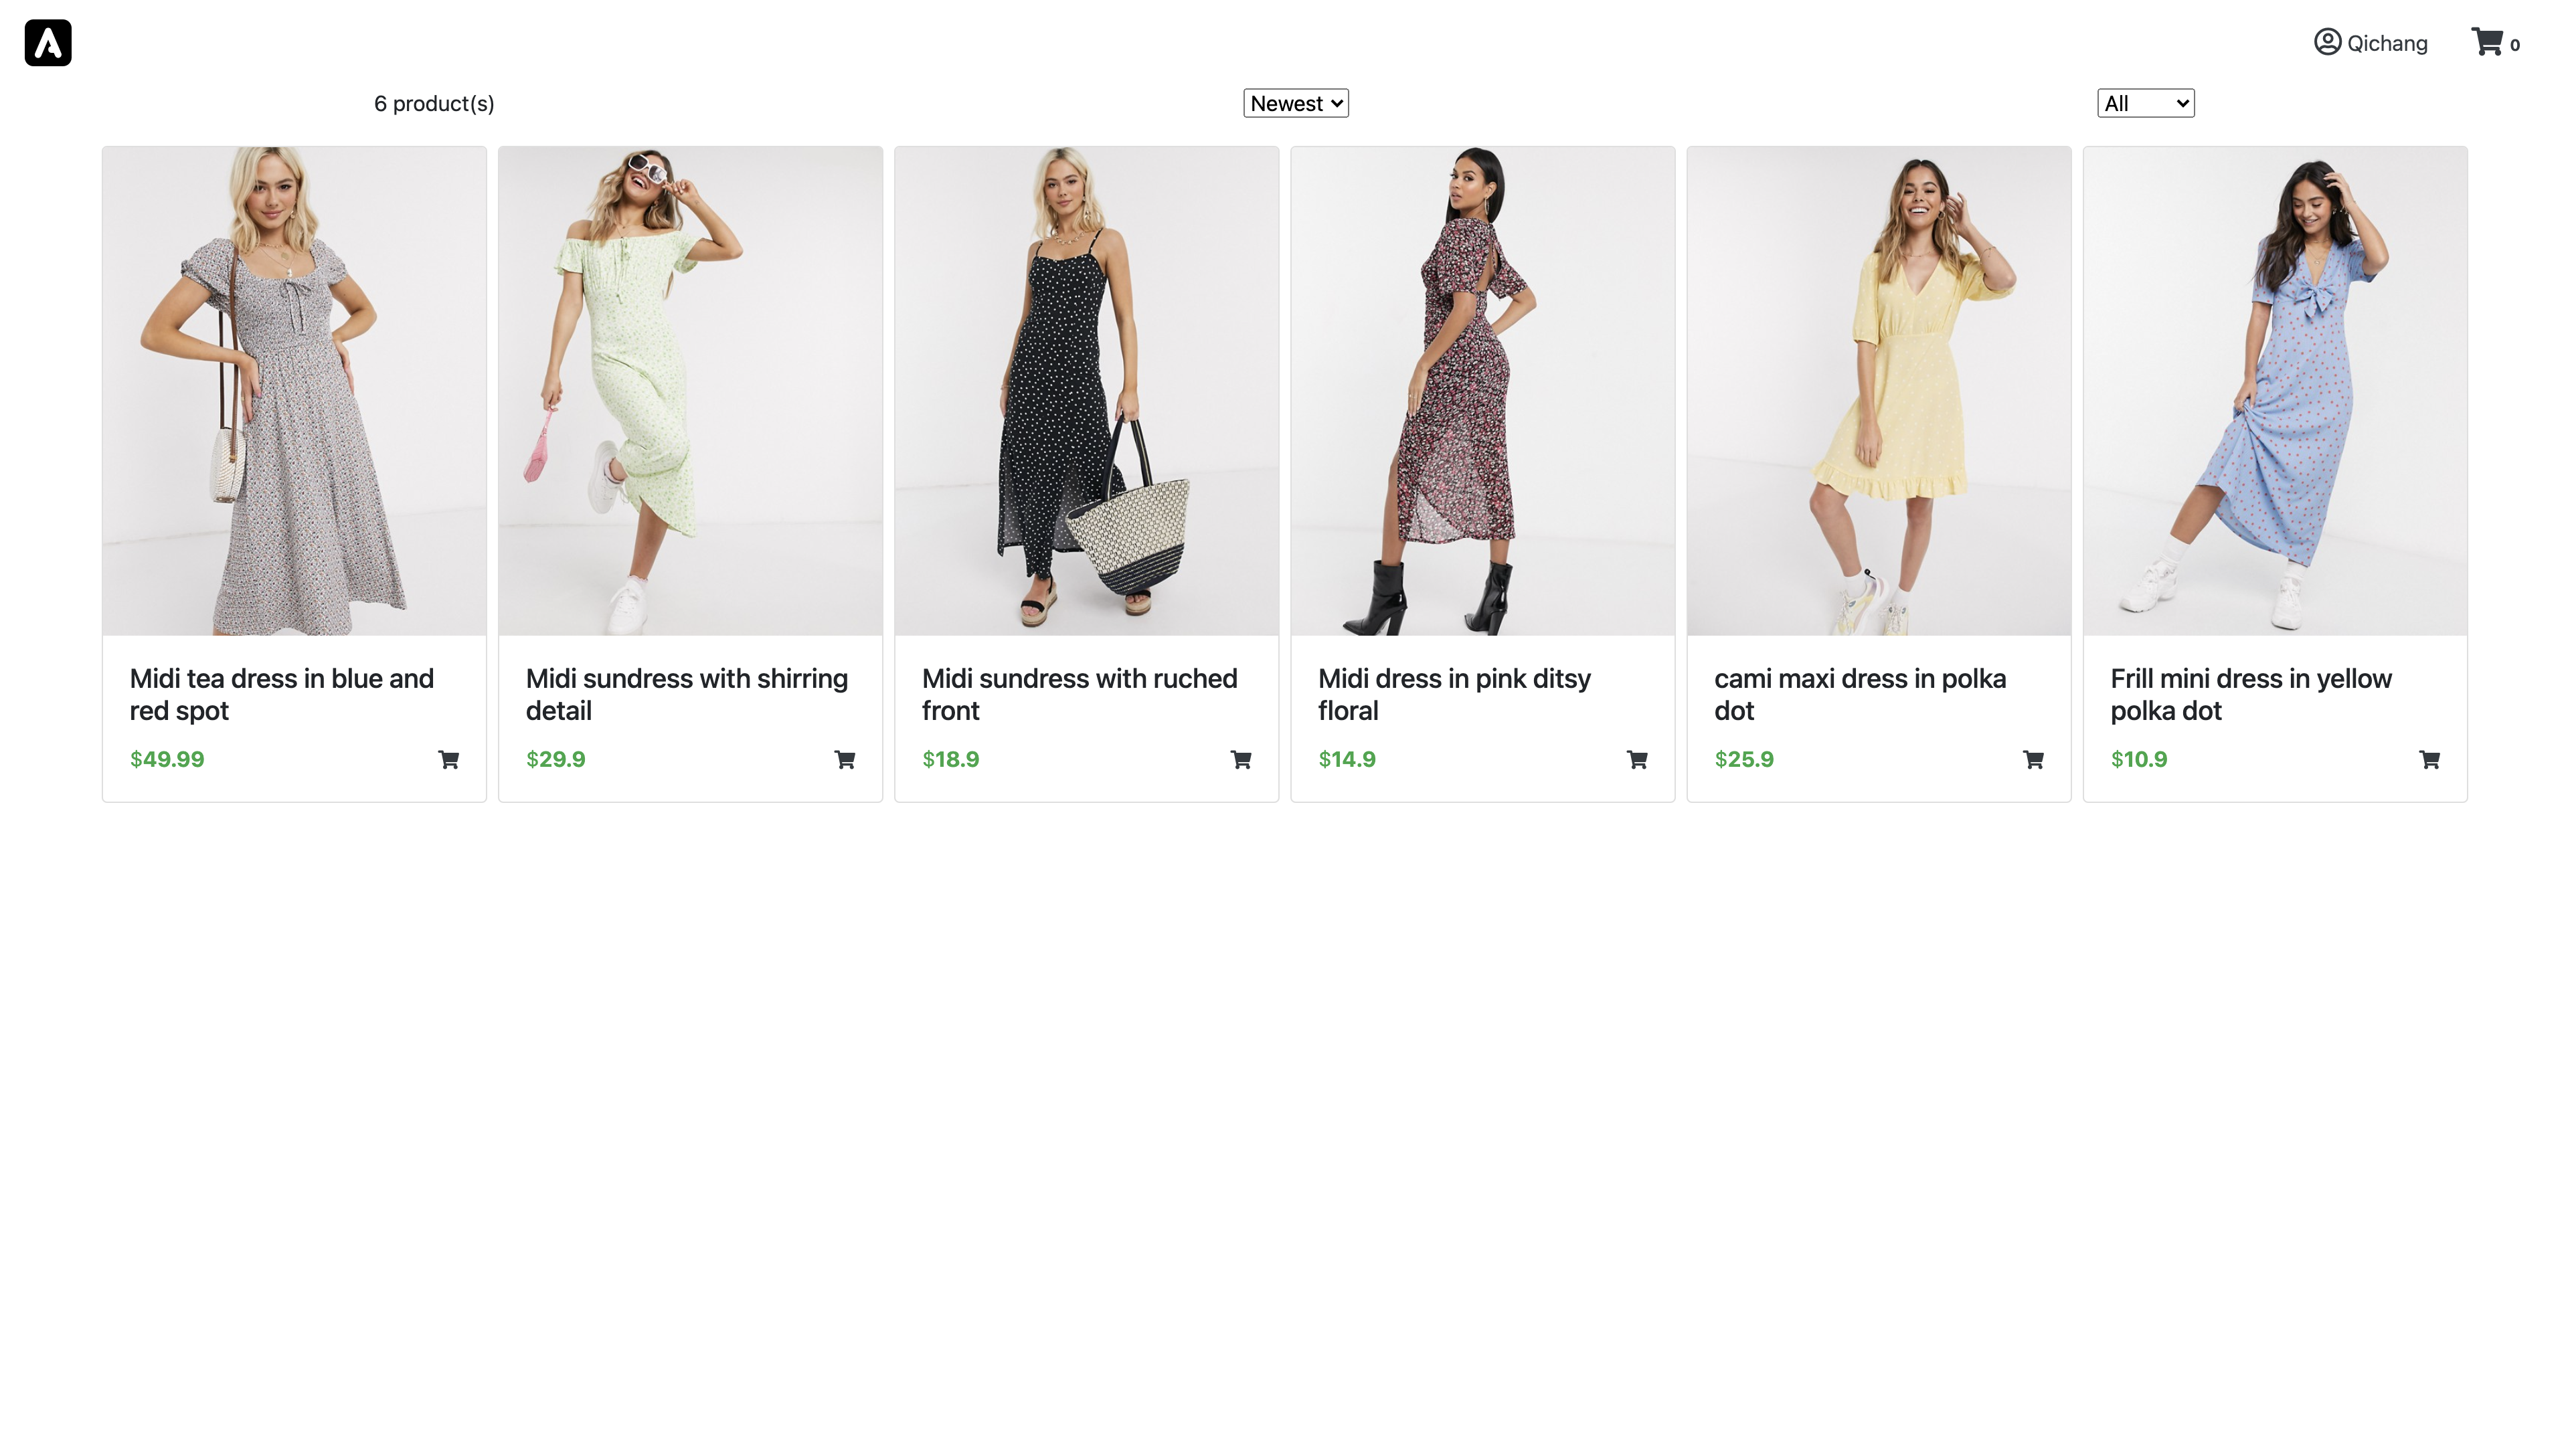 Qichang
0
6 product(s)
Newest
All
Midi tea dress in blue and
red spot
$49.99
Midi sundress with shirring
detail
$29.9
Midi sundress with ruched
front
$18.9
Midi dress in pink ditsy
floral
$14.9
cami maxi dress in polka
dot
$25.9
Frill mini dress in yellow
polka dot
$10.9